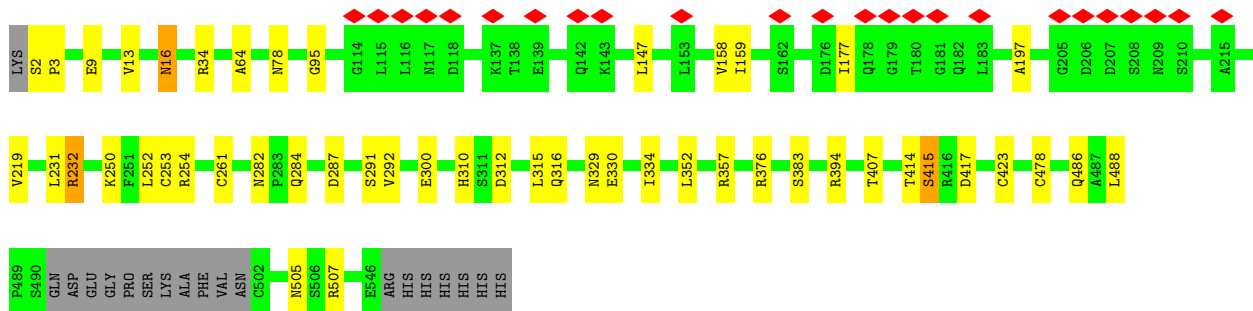 LYS S2 P3 E9 V13 N16 R34 A64 N78 G95 G114 L115 L116 N117 D118 K137 T138 E139 Q142 K143 L147 L153 V158 I159 S162 D176 I177 Q178 G179 T180 G181 Q182 L183 A197 G205 D206 D207 S208 N209 S210 A215
V219 L231 R232 K250 F251 L252 C253 R254 C261 N282 P283 Q284 D287 S291 V292 E300 H310 S311 D312 L315 Q316 N329 E330 I334 L352 R357 R376 S383 R394 T407 T414 S415 R416 D417 C423 C478 Q486 A487 L488
P489 S490 GLN ASP GLU GLY PRO SER LYS ALA PHE VAL ASN C502 N505 S506 R507 E546 ARG HIS HIS HIS HIS HIS HIS